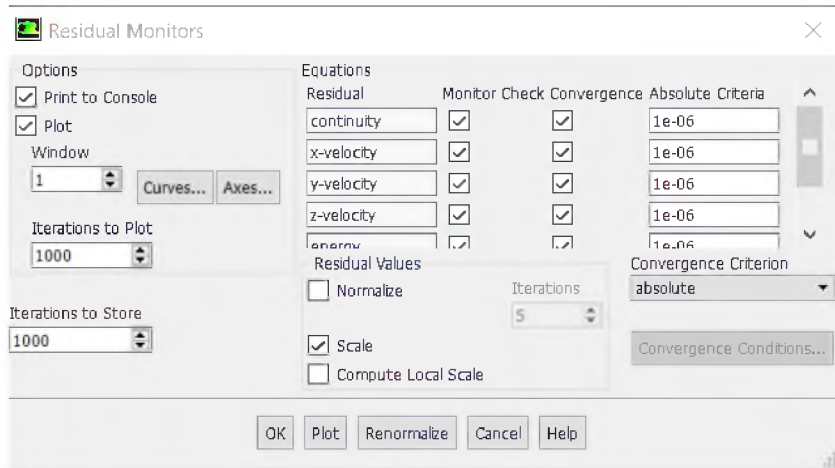 Residual Monitors
Options
Print to Console
Plot
Window
1
Curves... Axes...
Iterations to Plot
1000
Iterations to Store
1000
Equations
Residual Monitor Check Convergence Absolute Criteria
continuity 1e-06
x-velocity 1e-06
y-velocity 1e-06
z-velocity 1e-06
energy 1e-06
Residual Values
Normalize
Iterations
5
Scale
Compute Local Scale
Convergence Criterion
absolute
Convergence Conditions...
OK Plot Renormalize Cancel Help